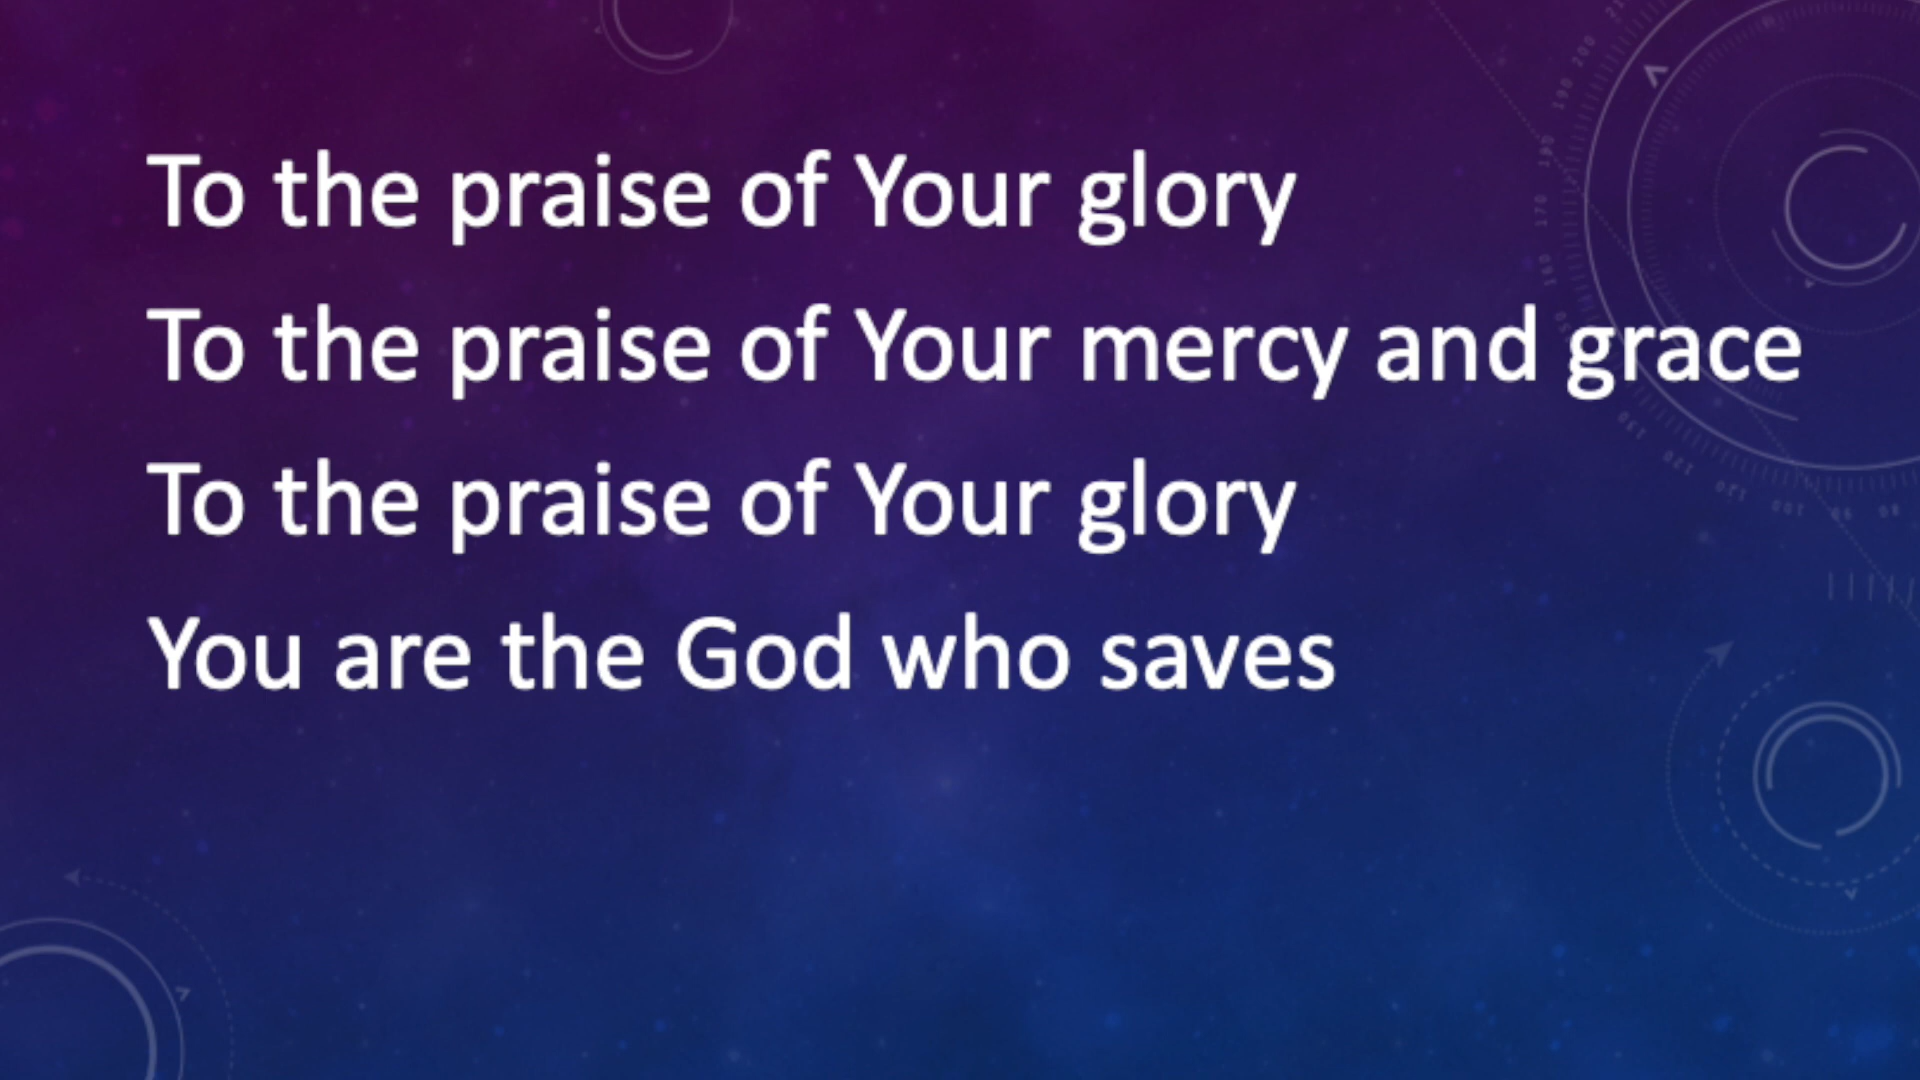 To the praise of Your glory
To the praise of Your mercy and grace
To the praise of Your glory
You are the God who saves